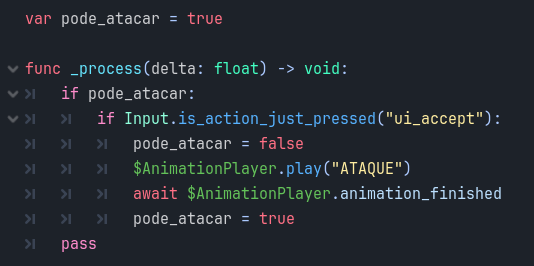 var pode_atacar = true
func _process(delta: float) -> void:
if pode_atacar:
if Input.is_action_just_pressed("ui_accept"):
pode_atacar = false
$AnimationPlayer.play("ATAQUE")
await $AnimationPlayer.animation_finished
pode_atacar = true
pass